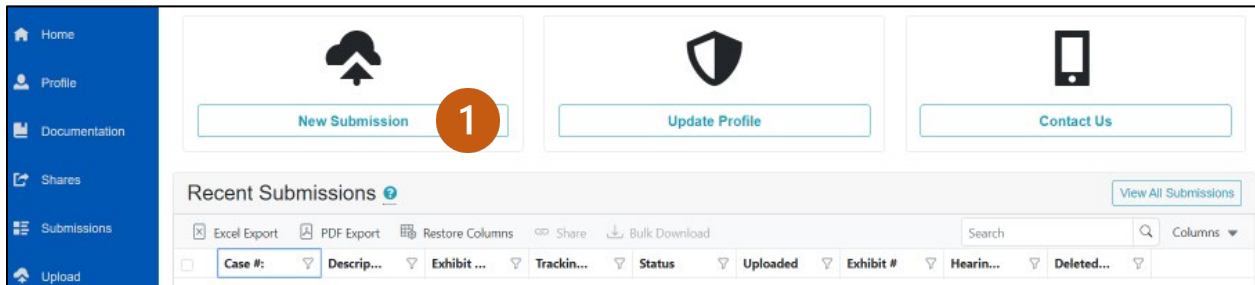 Home
Profile
Documentation
Shares
Submissions
Upload
New Submission
1
Update Profile
Contact Us
Recent Submissions ?
View All Submissions
Excel Export PDF Export Restore Columns Share Bulk Download Search Columns
Case #: Descrip... Exhibit ... Trackin... Status Uploaded Exhibit # Hearin... Deleted...